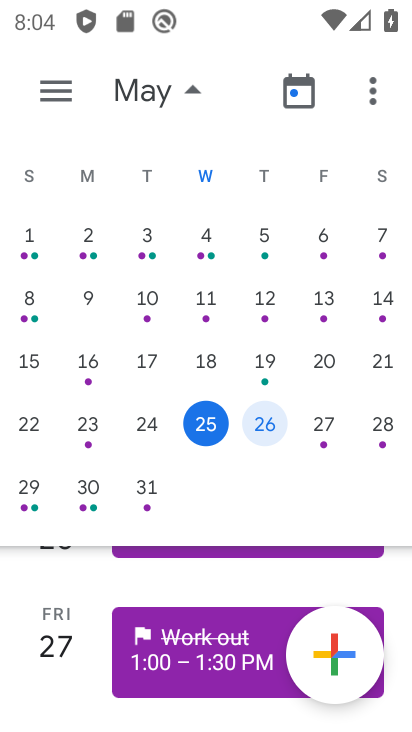 8:04
May
S M T W T F S
1 2 3 4 5 6 7
8 9 10 11 12 13 14
15 16 17 18 19 20 21
22 23 24 25 26 27 28
29 30 31
FRI
27
Work out
1:00 – 1:30 PM